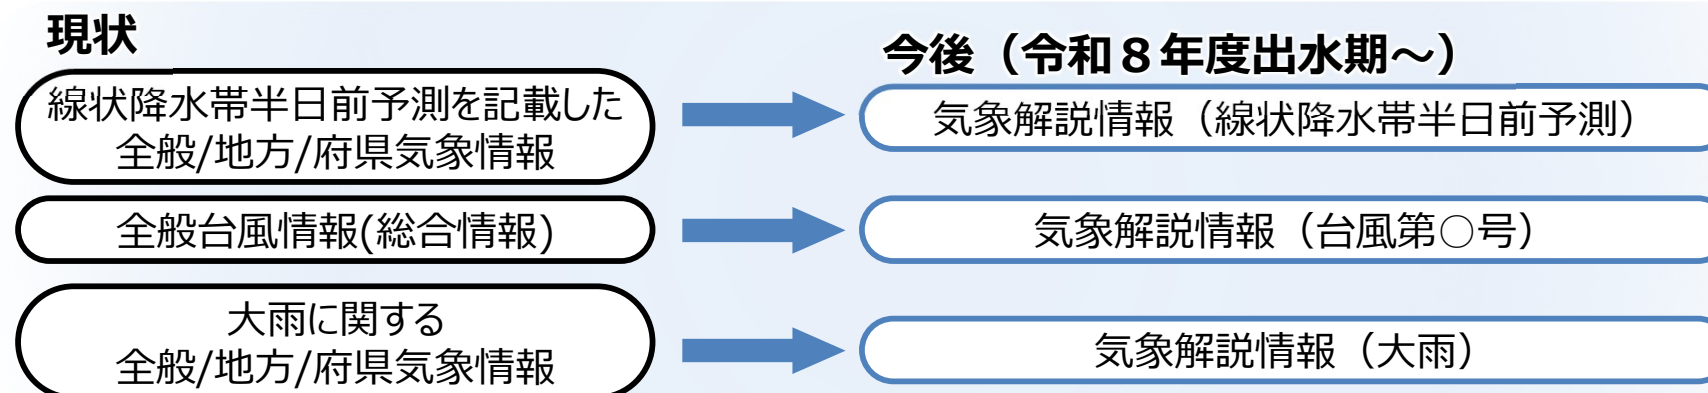 現状
今後（令和８年度出水期～）
線状降水帯半日前予測を記載した
全般/地方/府県気象情報
気象解説情報（線状降水帯半日前予測）
全般台風情報(総合情報)
気象解説情報（台風第○号）
大雨に関する
全般/地方/府県気象情報
気象解説情報（大雨）